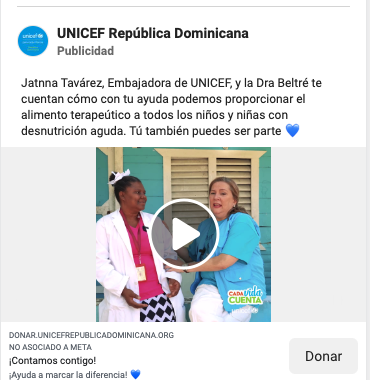 unicef
UNICEF República Dominicana
Publicidad
Jatnna Tavárez, Embajadora de UNICEF, y la Dra Beltré te
cuentan cómo con tu ayuda podemos proporcionar el
alimento terapeútico a todos los niños y niñas con
desnutrición aguda. Tú también puedes ser parte 💙
CADA vida
CUENTA
unicef
DONAR.UNICEFREPUBLICADOMINICANA.ORG
NO ASOCIADO A META
¡Contamos contigo!
¡Ayuda a marcar la diferencia! 💙
Donar